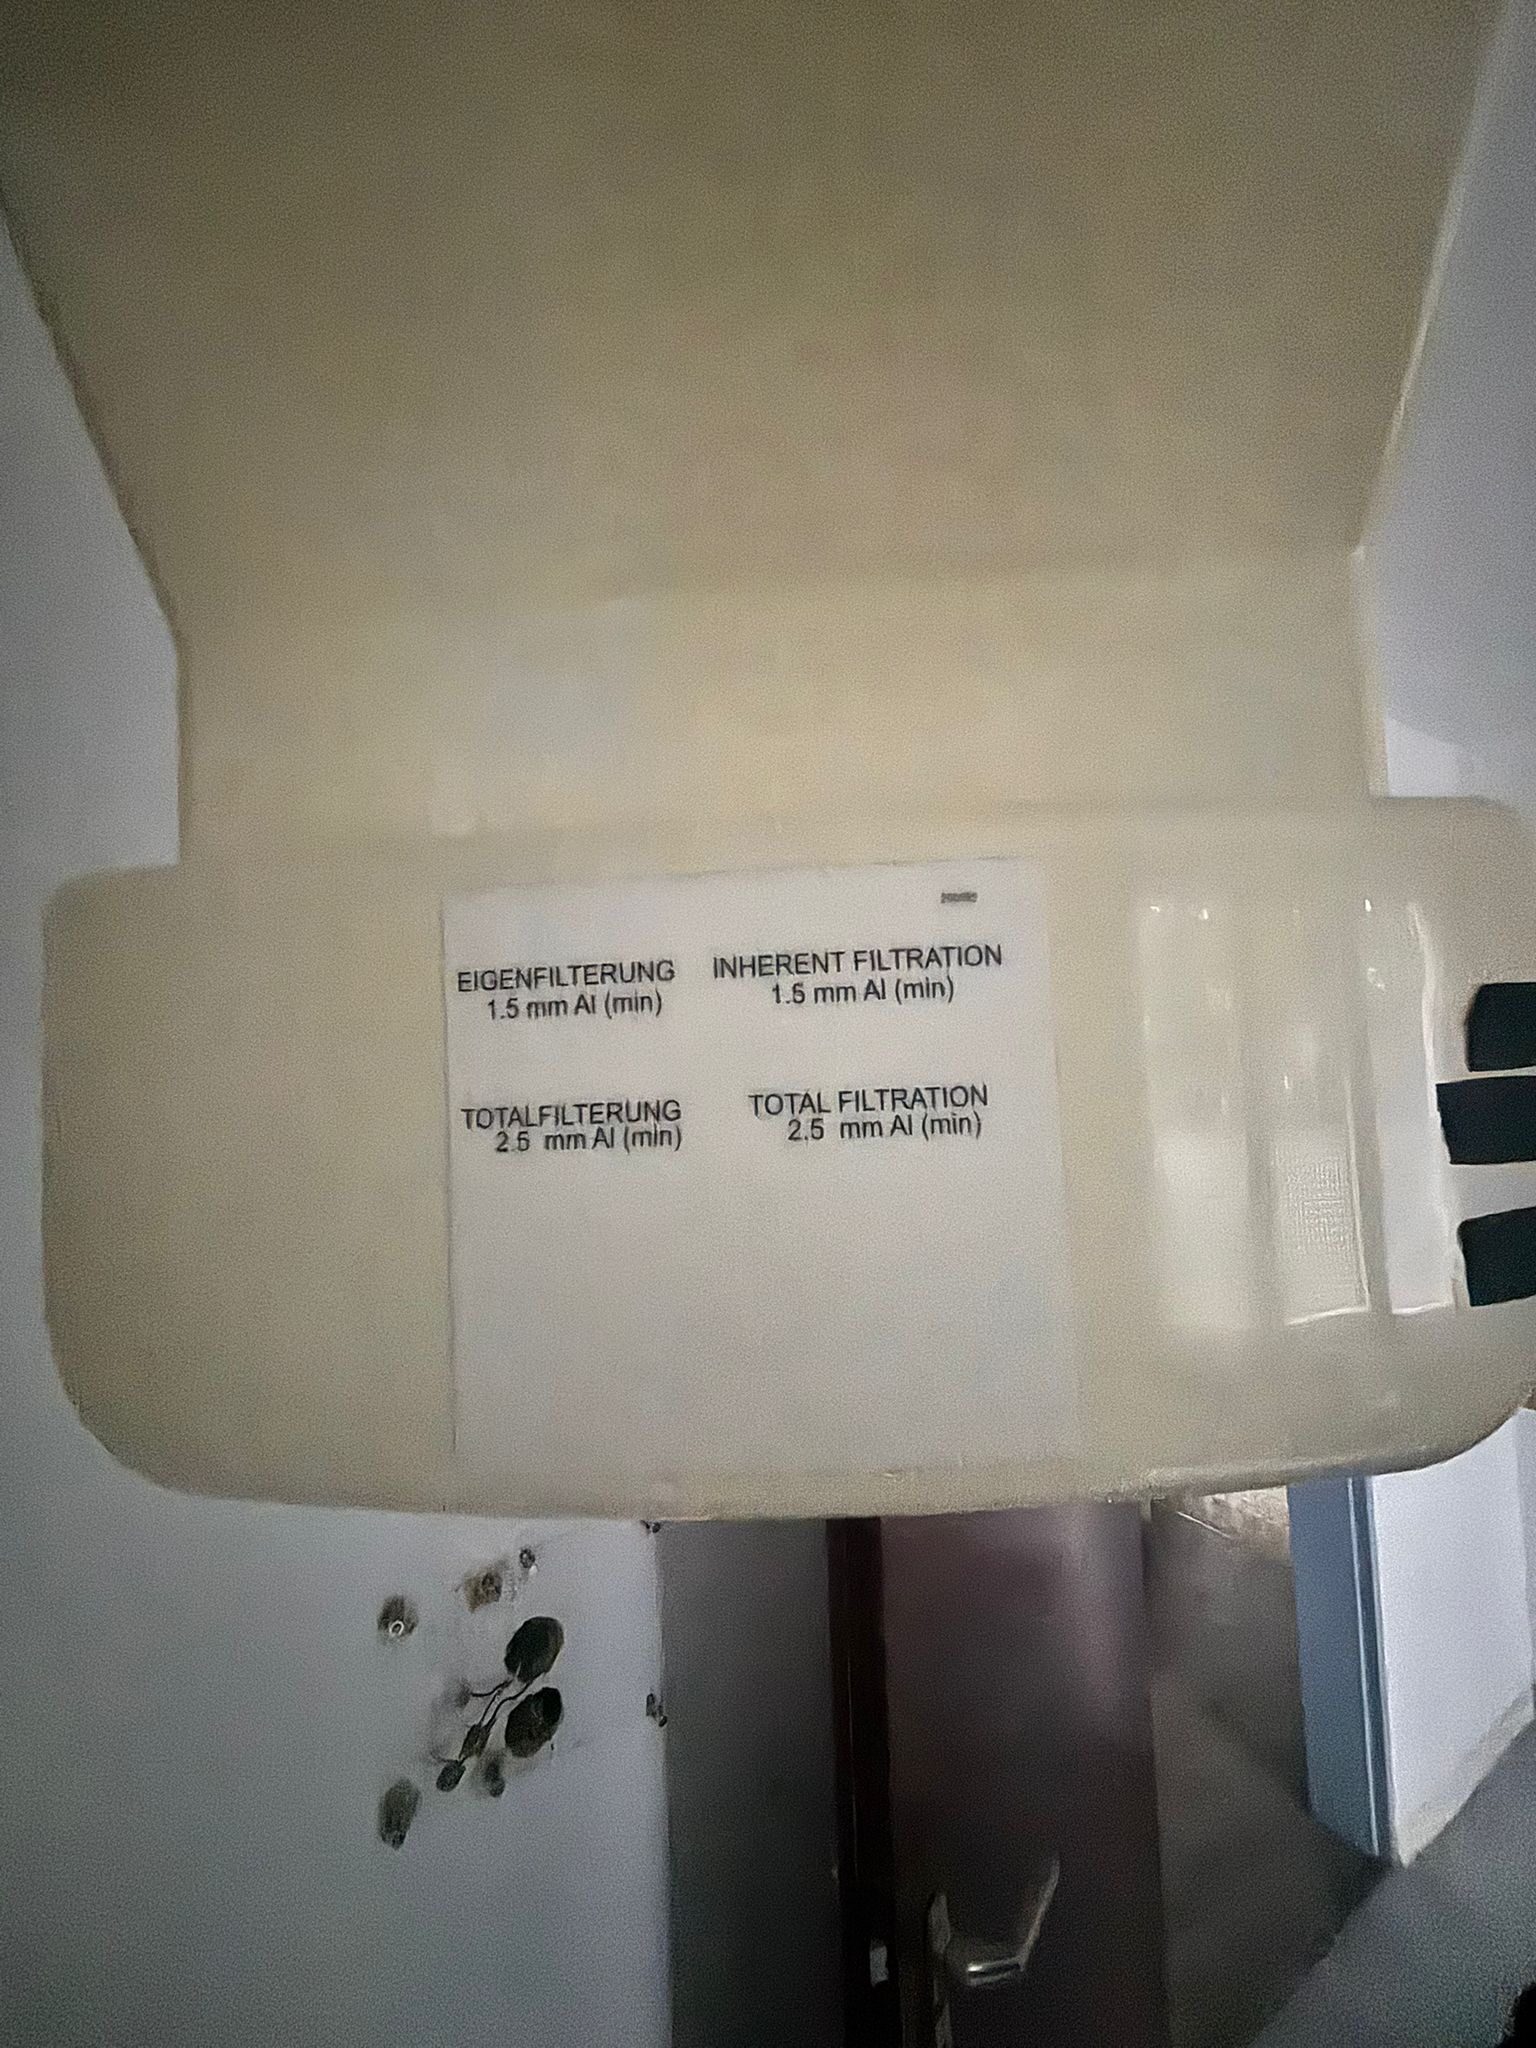 EIGENFILTERUNG
1.5 mm Al (min)
INHERENT FILTRATION
1.5 mm Al (min)
TOTALFILTERUNG
2.5 mm Al (min)
TOTAL FILTRATION
2.5 mm Al (min)